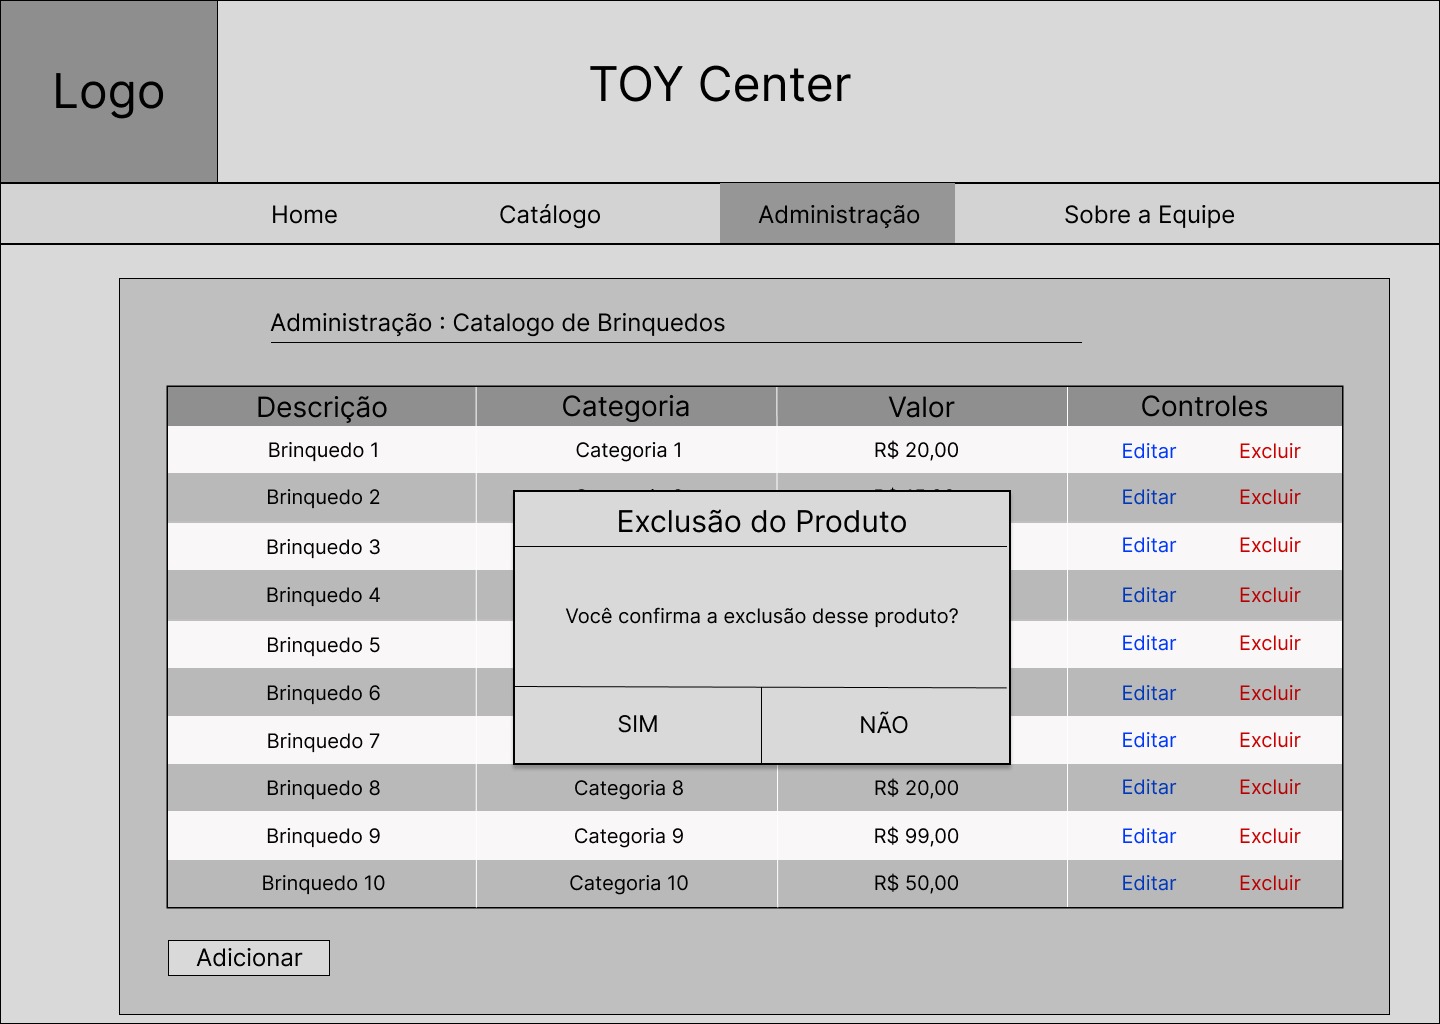 Logo
TOY Center
Home Catálogo Administração Sobre a Equipe
Administração : Catalogo de Brinquedos
Descrição Categoria Valor Controles
Brinquedo 1 Categoria 1 R$ 20,00 Editar Excluir
Brinquedo 2 Editar Excluir
Exclusão do Produto
Brinquedo 3 Editar Excluir
Brinquedo 4 Editar Excluir
Você confirma a exclusão desse produto?
Brinquedo 5 Editar Excluir
Brinquedo 6 Editar Excluir
SIM NÃO
Brinquedo 7 Editar Excluir
Brinquedo 8 Categoria 8 R$ 20,00 Editar Excluir
Brinquedo 9 Categoria 9 R$ 99,00 Editar Excluir
Brinquedo 10 Categoria 10 R$ 50,00 Editar Excluir
Adicionar